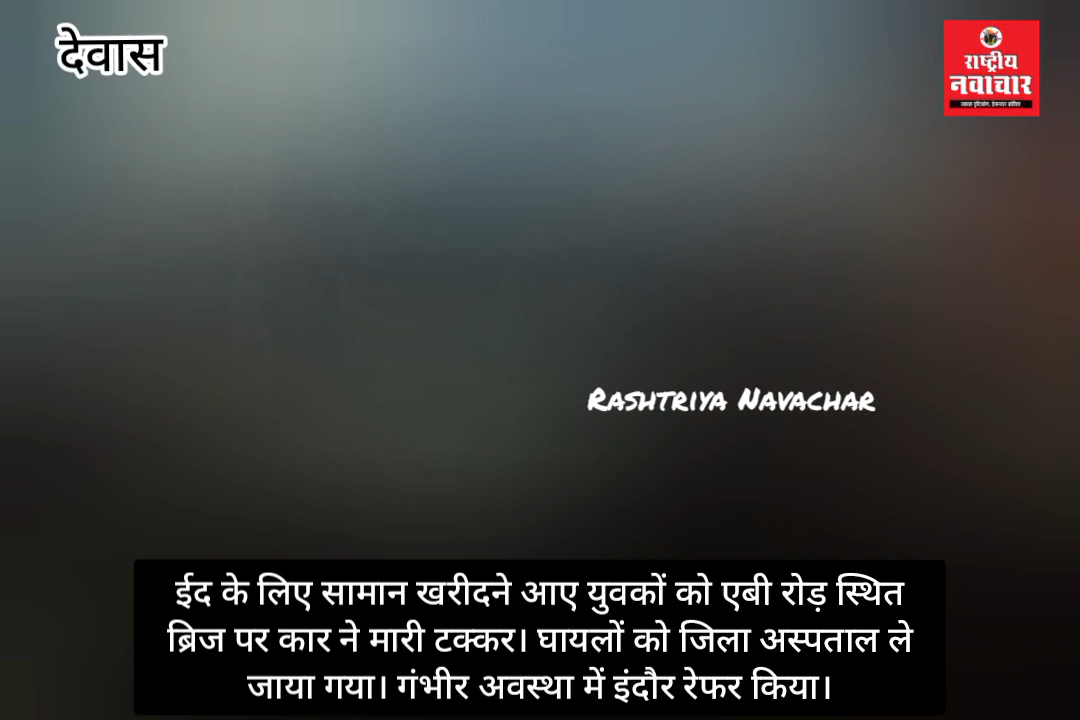 देवास
राष्ट्रीय
नवाचार
Rashtriya Navachar
ईद के लिए सामान खरीदने आए युवकों को एबी रोड़ स्थित
ब्रिज पर कार ने मारी टक्कर। घायलों को जिला अस्पताल ले
जाया गया। गंभीर अवस्था में इंदौर रेफर किया।